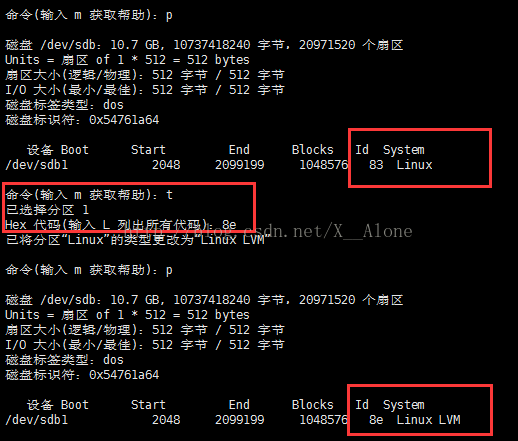 命令(输入 m 获取帮助)：p
磁盘 /dev/sdb：10.7 GB, 10737418240 字节，20971520 个扇区
Units = 扇区 of 1 * 512 = 512 bytes
扇区大小(逻辑/物理)：512 字节 / 512 字节
I/O 大小(最小/最佳)：512 字节 / 512 字节
磁盘标签类型：dos
磁盘标识符：0x54761a64
设备 Boot Start End Blocks Id System
/dev/sdb1 2048 2099199 1048576 83 Linux
命令(输入 m 获取帮助)：t
已选择分区 1
Hex 代码(输入 L 列出所有代码)：8e
已将分区“Linux”的类型更改为“Linux LVM”
blog.csdn.net/X__A1one
命令(输入 m 获取帮助)：p
磁盘 /dev/sdb：10.7 GB, 10737418240 字节，20971520 个扇区
Units = 扇区 of 1 * 512 = 512 bytes
扇区大小(逻辑/物理)：512 字节 / 512 字节
I/O 大小(最小/最佳)：512 字节 / 512 字节
磁盘标签类型：dos
磁盘标识符：0x54761a64
设备 Boot Start End Blocks Id System
/dev/sdb1 2048 2099199 1048576 8e Linux LVM